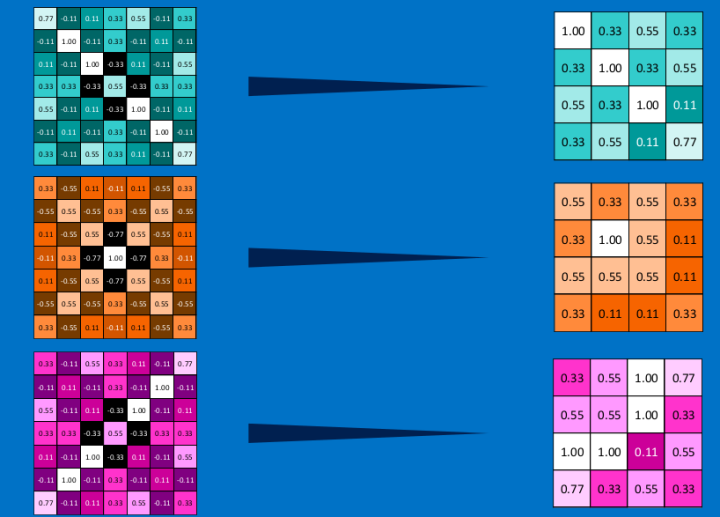 0.77 -0.11 0.11 0.33 0.55 -0.11 0.33
-0.11 1.00 -0.11 0.33 -0.11 0.11 -0.11
0.11 -0.11 1.00 -0.33 0.11 -0.11 0.55
0.33 0.33 -0.33 0.55 -0.33 0.33 0.33
0.55 -0.11 0.11 -0.33 1.00 -0.11 0.11
-0.11 0.11 -0.11 0.33 -0.11 1.00 -0.11
0.33 -0.11 0.55 0.33 0.11 -0.11 0.77
1.00 0.33 0.55 0.33
0.33 1.00 0.33 0.55
0.55 0.33 1.00 0.11
0.33 0.55 0.11 0.77
0.33 -0.55 0.11 -0.11 0.11 -0.55 0.33
-0.55 0.55 -0.55 0.33 -0.55 0.55 -0.55
0.11 -0.55 0.55 -0.77 0.55 -0.55 0.11
-0.11 0.33 -0.77 1.00 -0.77 0.33 -0.11
0.11 -0.55 0.55 -0.77 0.55 -0.55 0.11
-0.55 0.55 -0.55 0.33 -0.55 0.55 -0.55
0.33 -0.55 0.11 -0.11 0.11 -0.55 0.33
0.55 0.33 0.55 0.33
0.33 1.00 0.55 0.11
0.55 0.55 0.55 0.11
0.33 0.11 0.11 0.33
0.33 -0.11 0.55 0.33 0.11 -0.11 0.77
-0.11 0.11 -0.11 0.33 -0.11 1.00 -0.11
0.55 -0.11 0.11 -0.33 1.00 -0.11 0.11
0.33 0.33 -0.33 0.55 -0.33 0.33 0.33
0.11 -0.11 1.00 -0.33 0.11 -0.11 0.55
-0.11 1.00 -0.11 0.33 -0.11 0.11 -0.11
0.77 -0.11 0.11 0.33 0.55 -0.11 0.33
0.33 0.55 1.00 0.77
0.55 0.55 1.00 0.33
1.00 1.00 0.11 0.55
0.77 0.33 0.55 0.33